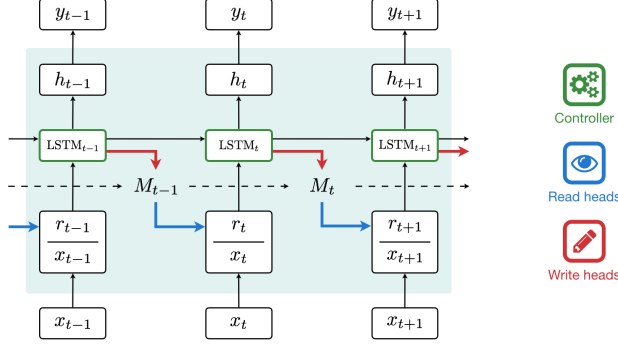 y_{t-1} y_t y_{t+1}
h_{t-1} h_t h_{t+1}
LSTM_{t-1} LSTM_t LSTM_{t+1}
Controller
M_{t-1} M_t
Read heads
r_{t-1} r_t r_{t+1}
x_{t-1} x_t x_{t+1}
Write heads
x_{t-1} x_t x_{t+1}